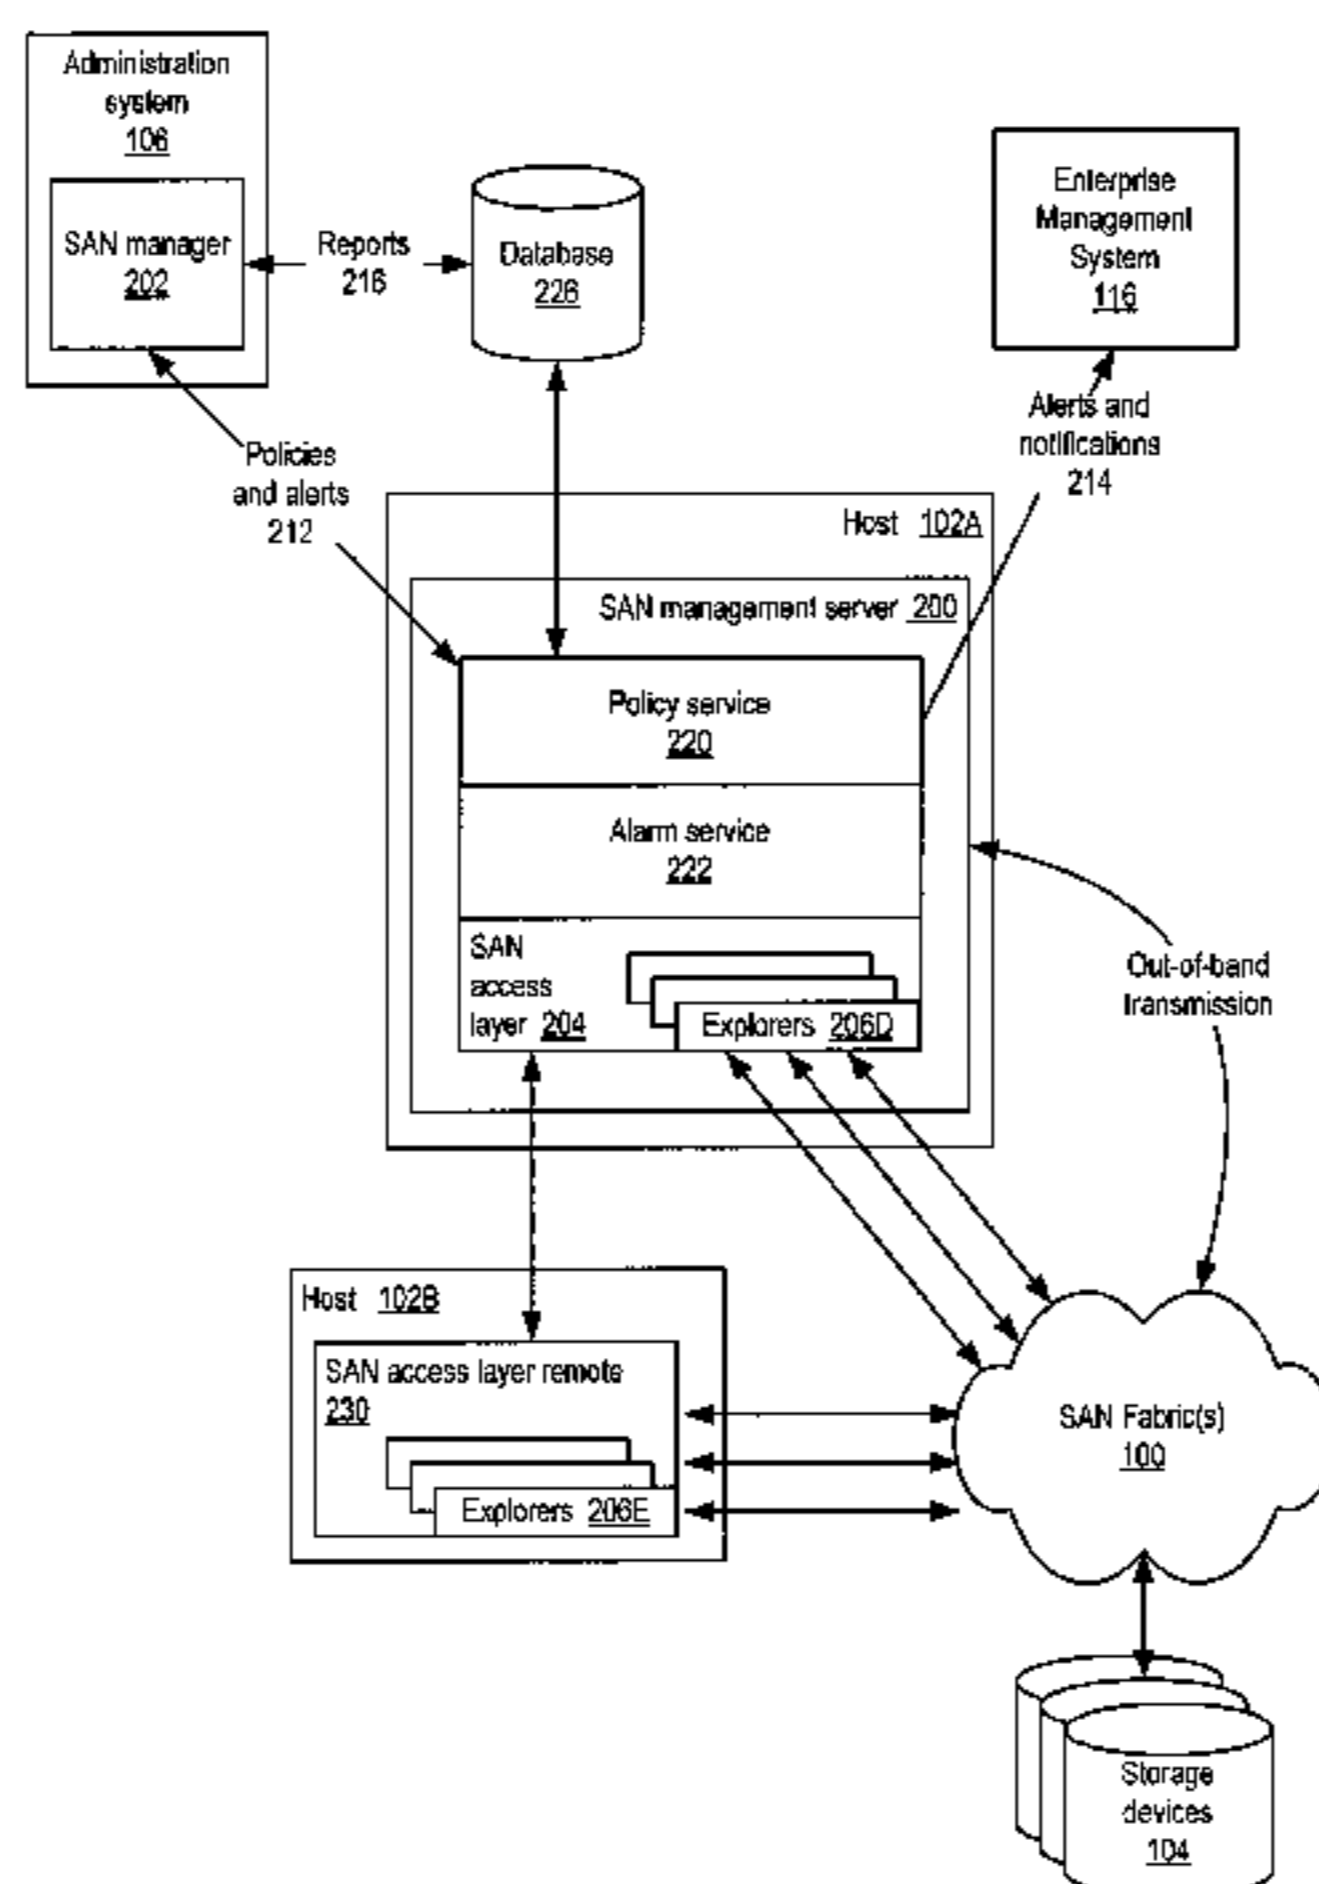 Administration
system
106
SAN manager
202
Reports
216
Database
226
Enterprise
Management
System
116
Alerts and
notifications
214
Policies
and alerts
212
Host 102A
SAN management server 200
Policy service
220
Alarm service
222
SAN
access
layer 204
Explorers 206D
Out-of-band
transmission
Host 102B
SAN access layer remote
230
Explorers 206E
SAN Fabric(s)
100
Storage
devices
104